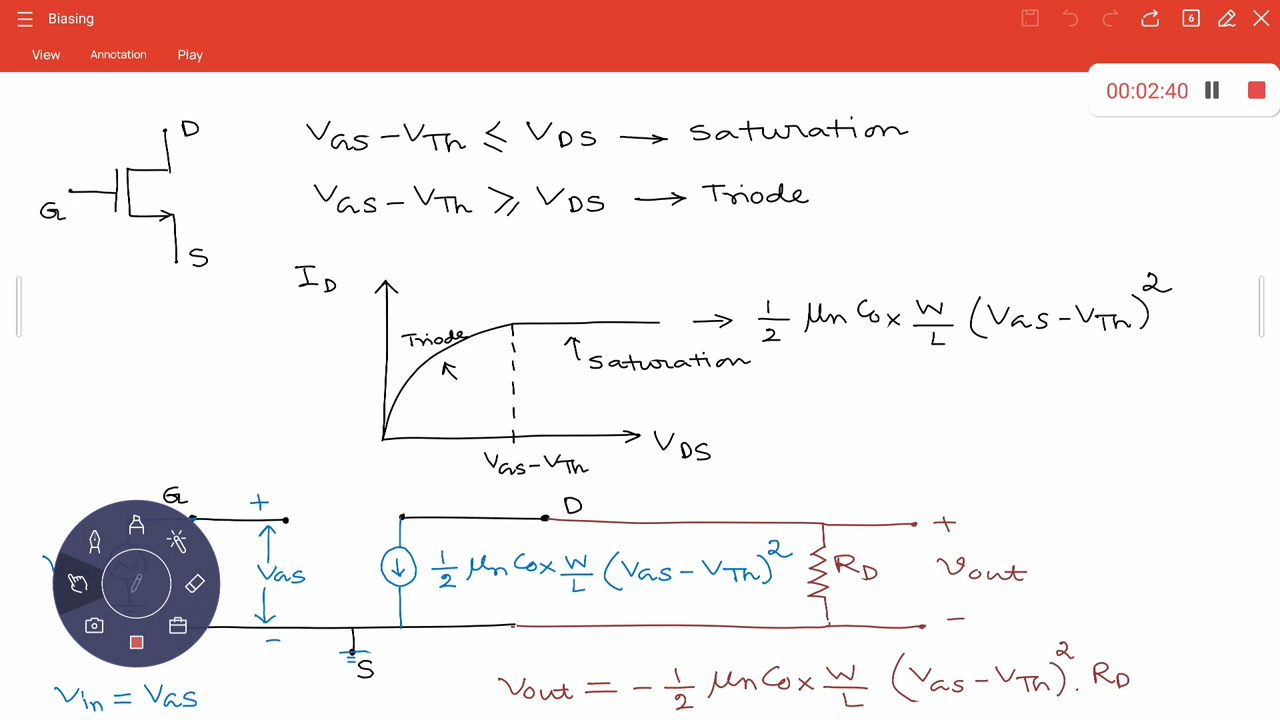 Biasing
6
View Annotation Play
00:02:40
D
G
S
VGS - VTh ≤ VDS → saturation
VGS - VTh ≥ VDS → Triode
ID
Triode
saturation
→ 1/2 μn Cox W/L (VGS - VTh)²
VGS - VTh
VDS
G
+
VGS
-
D
1/2 μn Cox W/L (VGS - VTh)²
RD
+
Vout
-
S
Vin = VGS
Vout = - 1/2 μn Cox W/L (VGS - VTh)² . RD